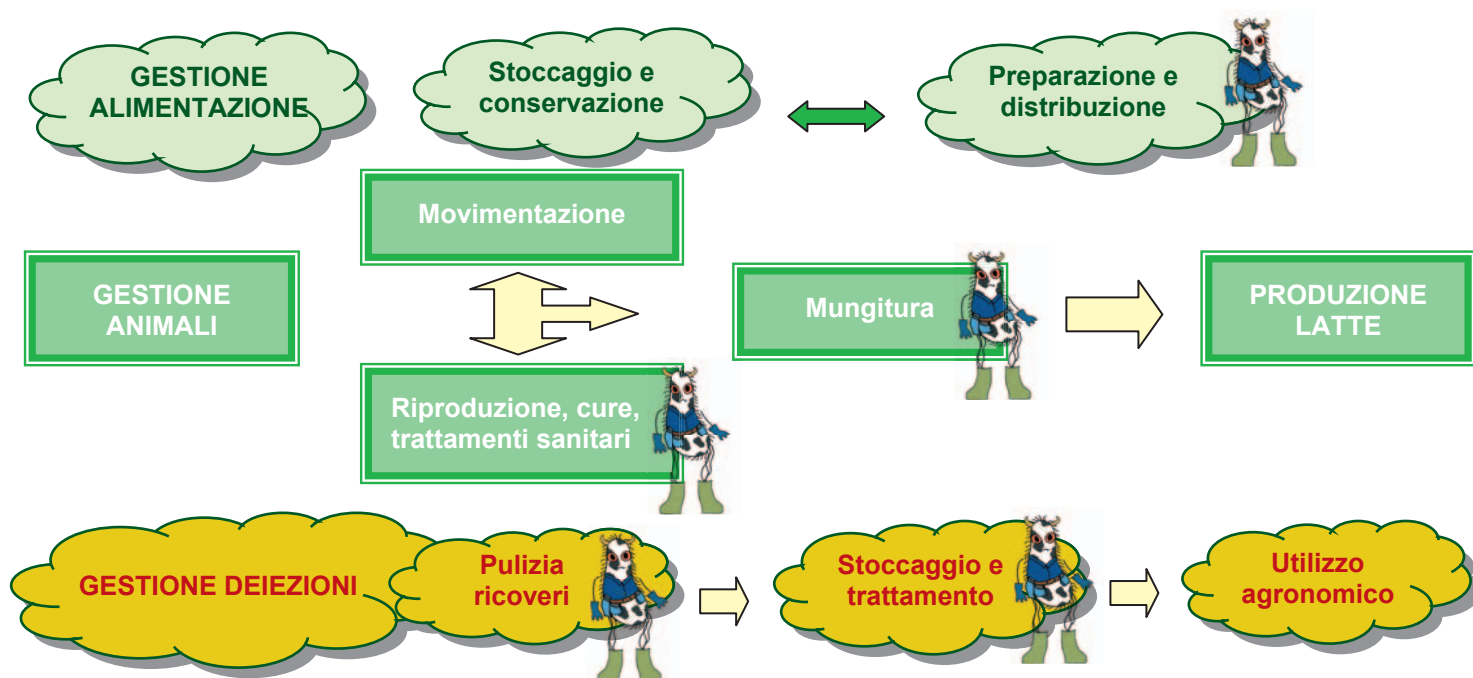 GESTIONE
ALIMENTAZIONE
Stoccaggio e
conservazione
Preparazione e
distribuzione
Movimentazione
GESTIONE
ANIMALI
Mungitura
PRODUZIONE
LATTE
Riproduzione, cure,
trattamenti sanitari
GESTIONE DEIEZIONI
Pulizia
ricoveri
Stoccaggio e
trattamento
Utilizzo
agronomico